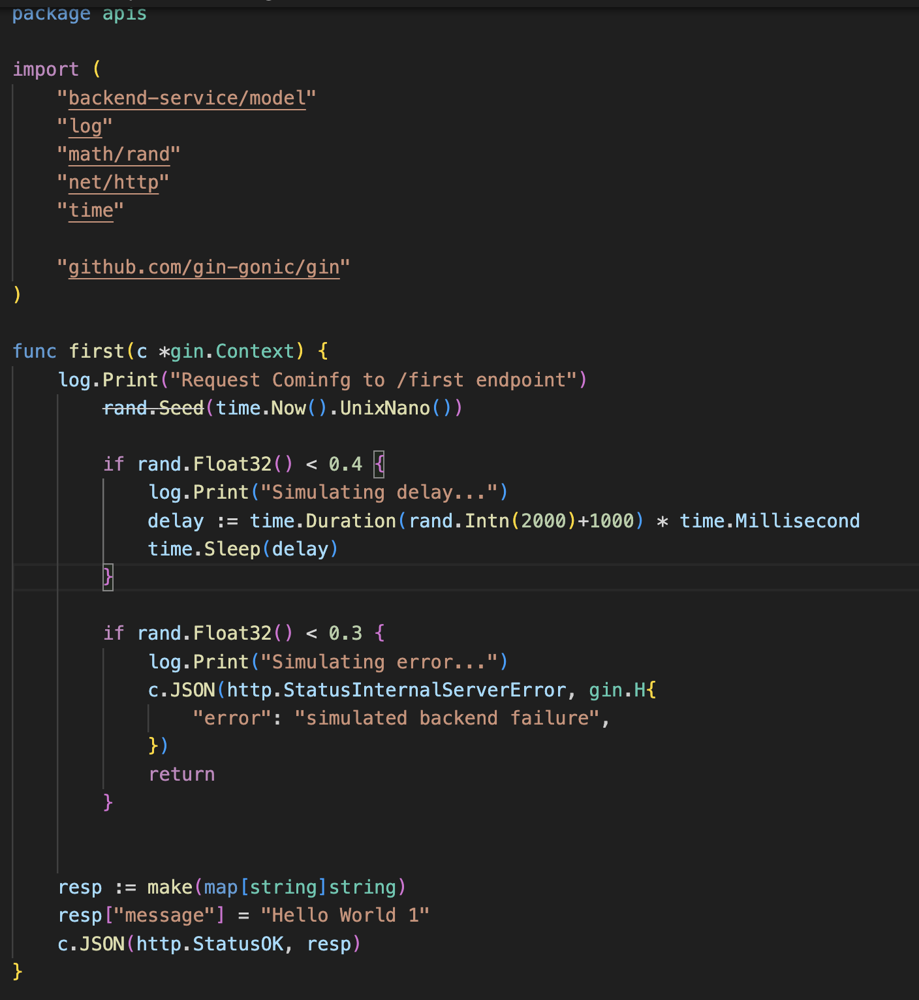 package apis
import (
"backend-service/model"
"log"
"math/rand"
"net/http"
"time"
"github.com/gin-gonic/gin"
)
func first(c *gin.Context) {
log.Print("Request Cominfg to /first endpoint")
rand.Seed(time.Now().UnixNano())
if rand.Float32() < 0.4 {
log.Print("Simulating delay...")
delay := time.Duration(rand.Intn(2000)+1000) * time.Millisecond
time.Sleep(delay)
}
if rand.Float32() < 0.3 {
log.Print("Simulating error...")
c.JSON(http.StatusInternalServerError, gin.H{
"error": "simulated backend failure",
})
return
}
resp := make(map[string]string)
resp["message"] = "Hello World 1"
c.JSON(http.StatusOK, resp)
}